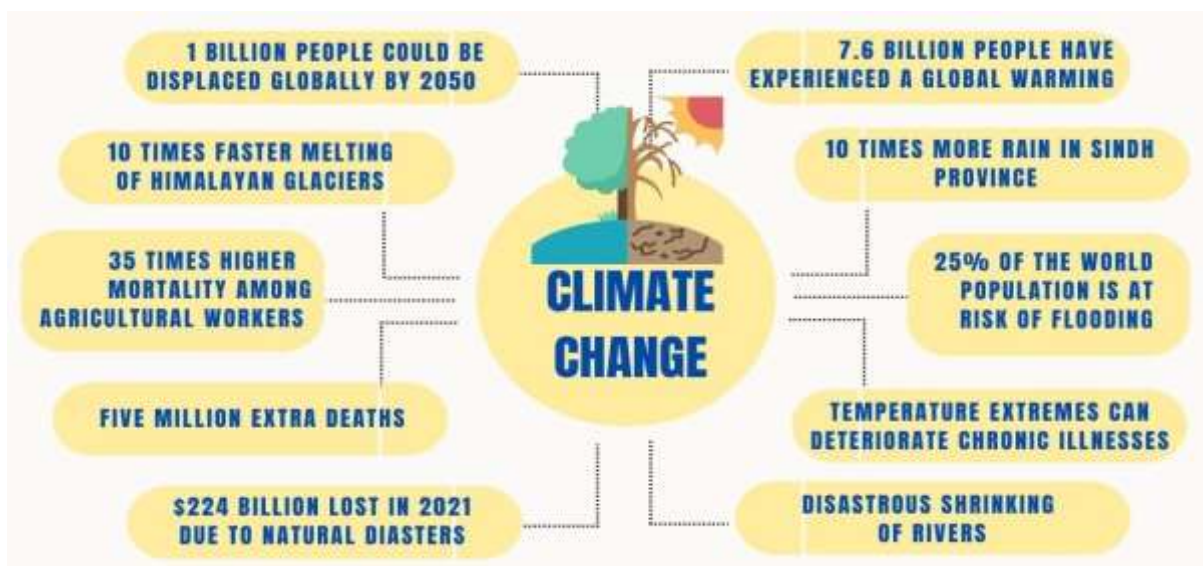 1 BILLION PEOPLE COULD BE
DISPLACED GLOBALLY BY 2050
7.6 BILLION PEOPLE HAVE
EXPERIENCED A GLOBAL WARMING
10 TIMES FASTER MELTING
OF HIMALAYAN GLACIERS
10 TIMES MORE RAIN IN SINDH
PROVINCE
35 TIMES HIGHER
MORTALITY AMONG
AGRICULTURAL WORKERS
25% OF THE WORLD
POPULATION IS AT
RISK OF FLOODING
CLIMATE
CHANGE
FIVE MILLION EXTRA DEATHS
TEMPERATURE EXTREMES CAN
DETERIORATE CHRONIC ILLNESSES
$224 BILLION LOST IN 2021
DUE TO NATURAL DIASTERS
DISASTROUS SHRINKING
OF RIVERS